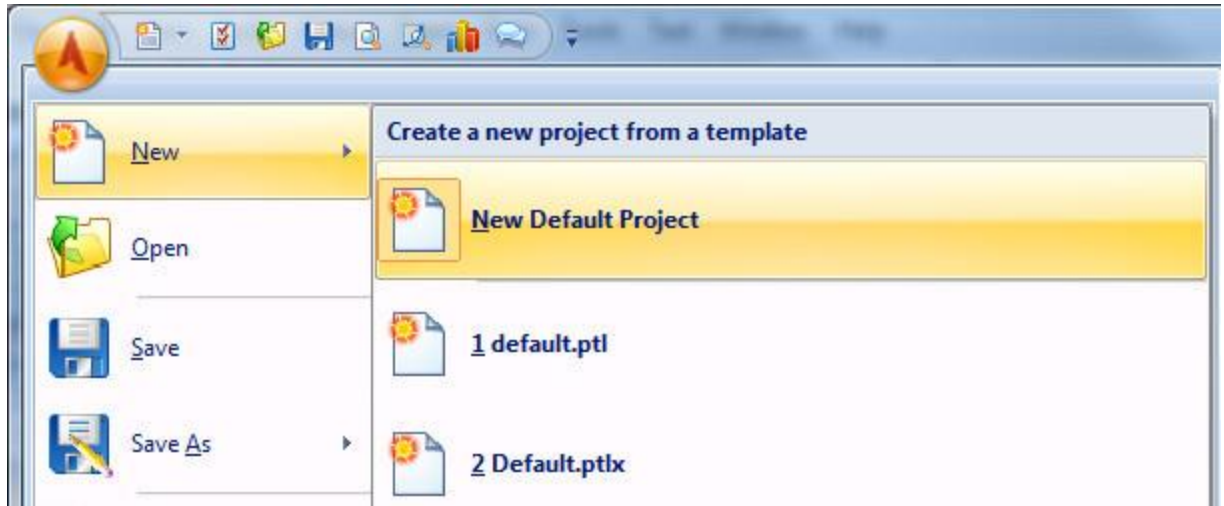 New
Open
Save
Save As
Create a new project from a template
New Default Project
1 default.ptl
2 Default.ptlx